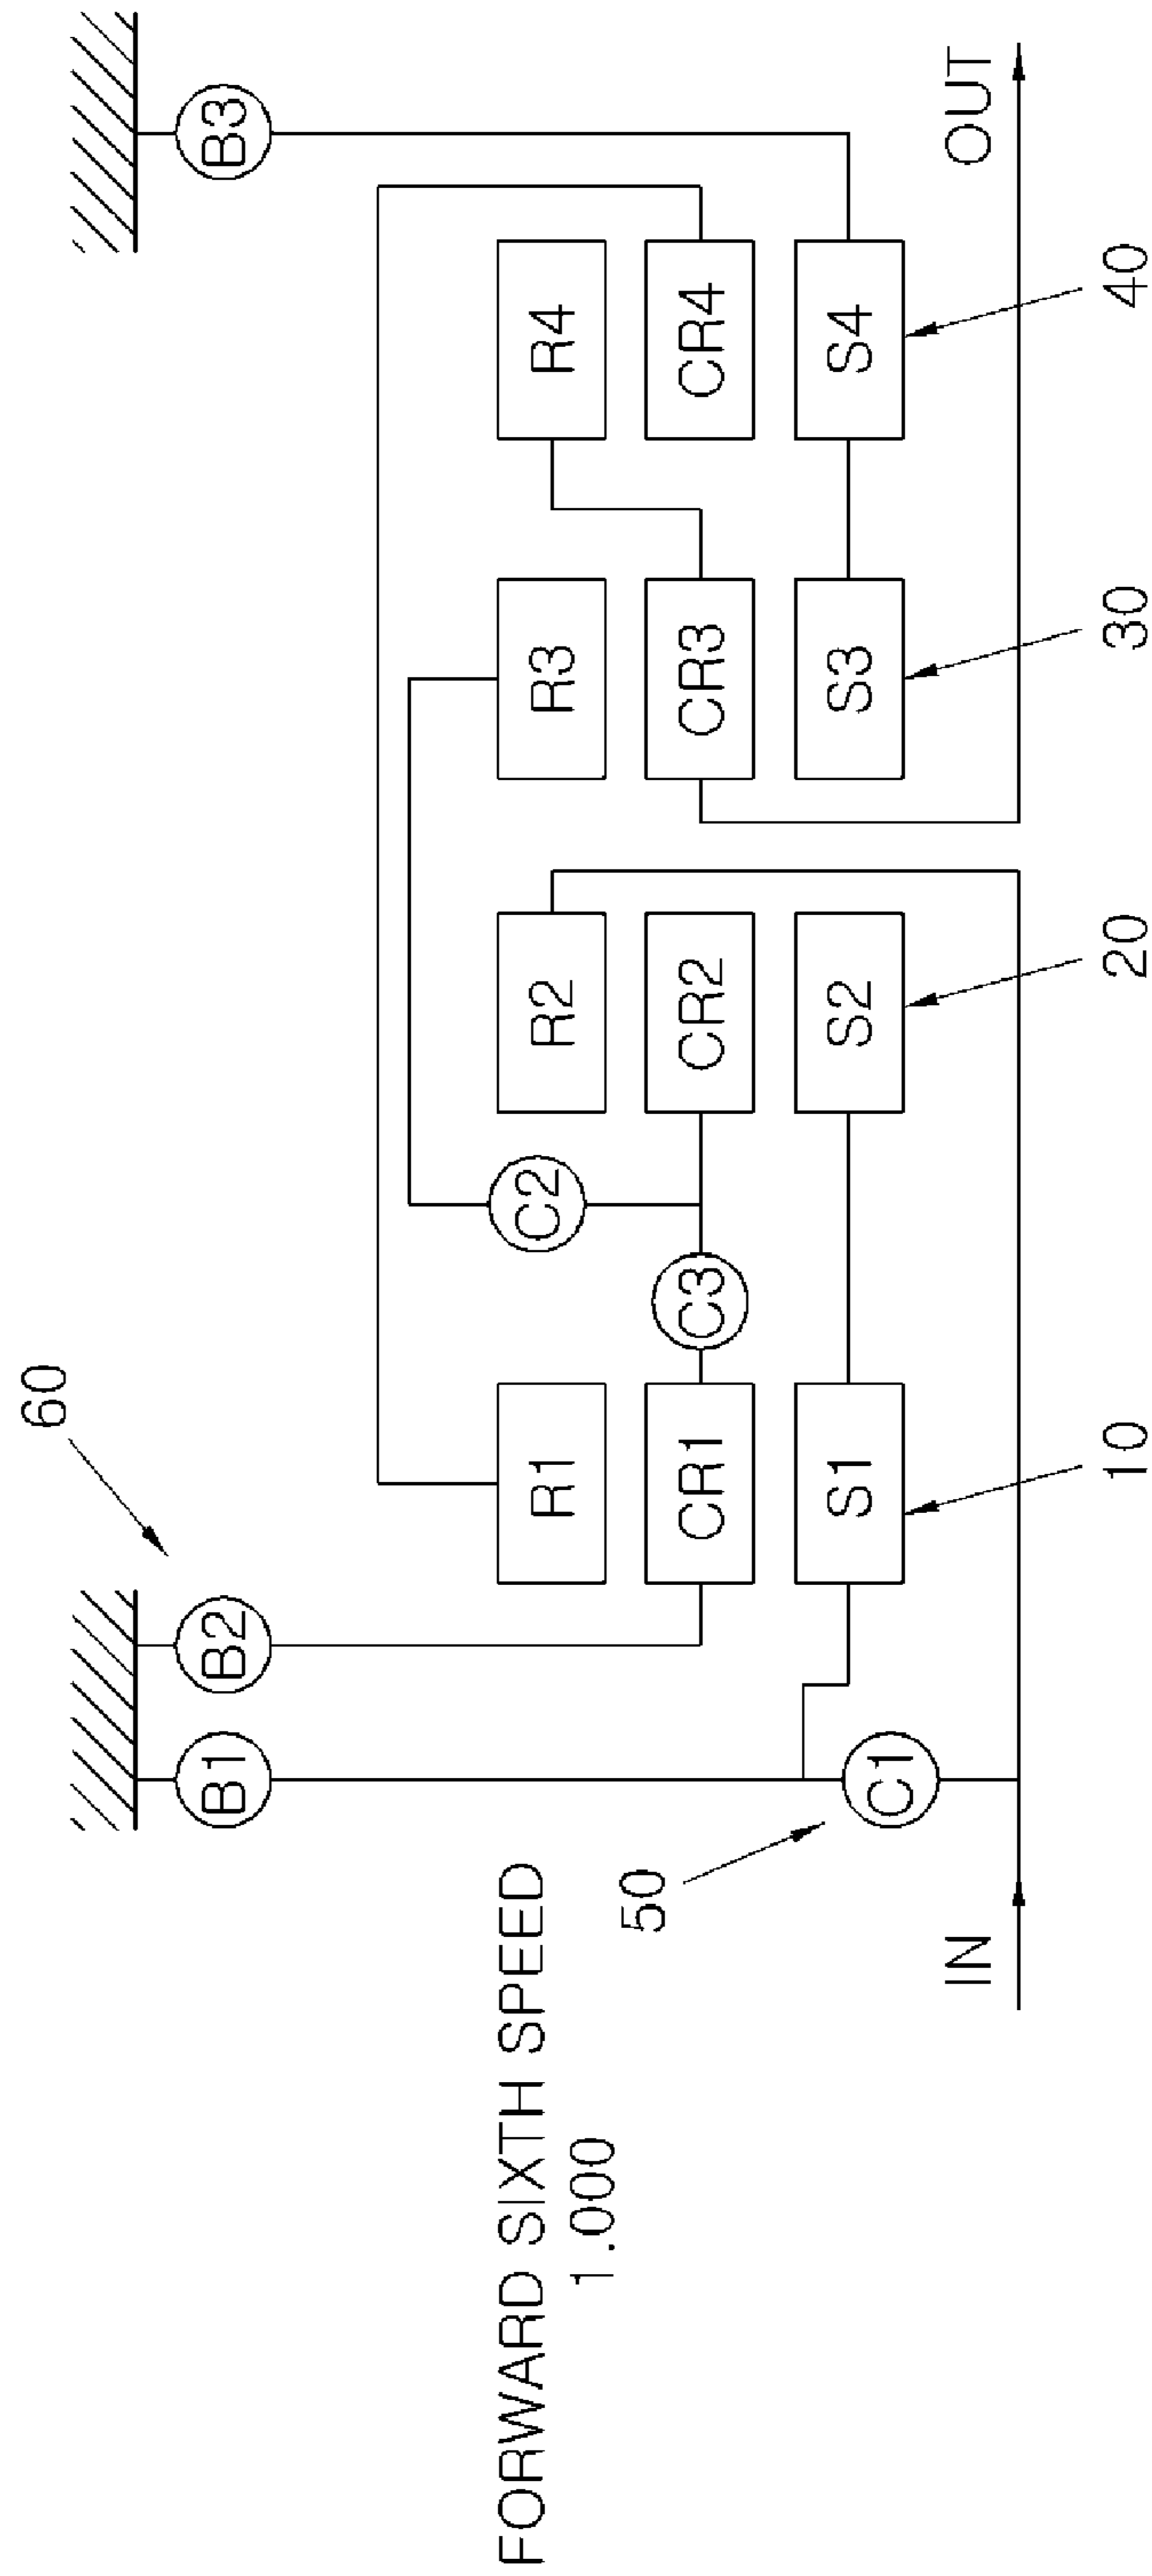 60
B1
B2
B3
R1
R2
R3
R4
C2
CR1
C3
CR2
CR3
CR4
S1
S2
S3
S4
C1
50
FORWARD SIXTH SPEED
1.000
IN
OUT
10
20
30
40